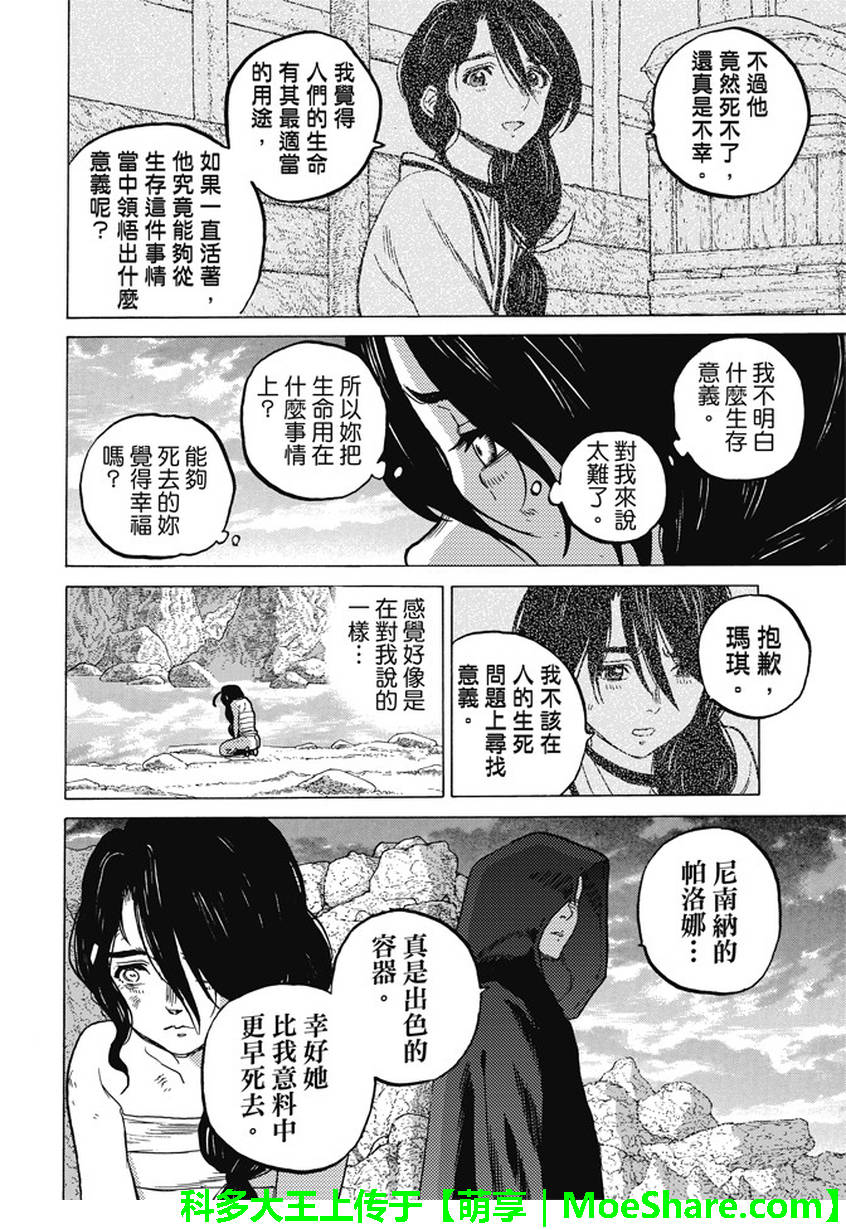 不過他
竟然死不了，
還真是不幸。
我覺得
人們的生命
有其最適當
的用途，
如果一直活著，
他究竟能夠從
生存這件事情
當中領悟出什麼
意義呢？
我不明白
什麼生存
意義。
對我來說
太難了。
所以妳把
生命用在
什麼事情
上？
能夠
死去的妳
覺得幸福
嗎？
抱歉，
瑪琪。
我不該在
人的生死
問題上尋找
意義。
感覺好像是
在對我說的
一樣…
尼南納的
帕洛娜…
真是出色的
容器。
幸好她
比我意料中
更早死去。
科多大王上传于【萌享｜MoeShare.com】